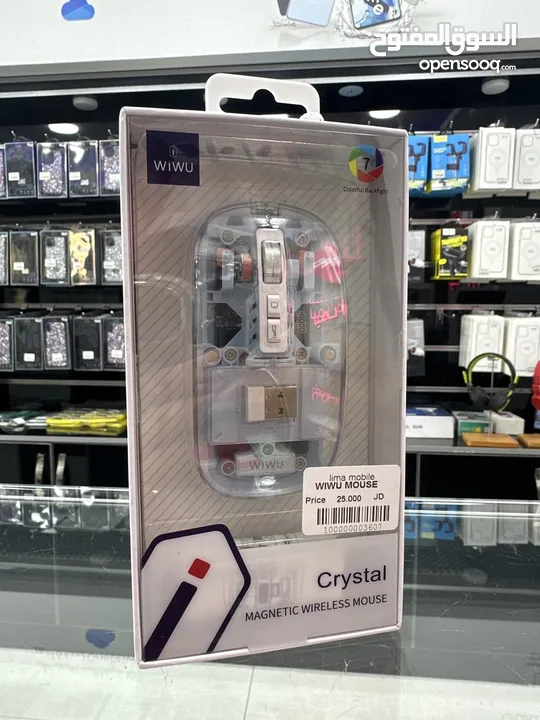 السوق المفتوح
opensooq.com
WIWU
7
Colorful Backlight
WIWU
lima mobile
WIWU MOUSE
Price 25.000 JD
100000003607
Crystal
MAGNETIC WIRELESS MOUSE